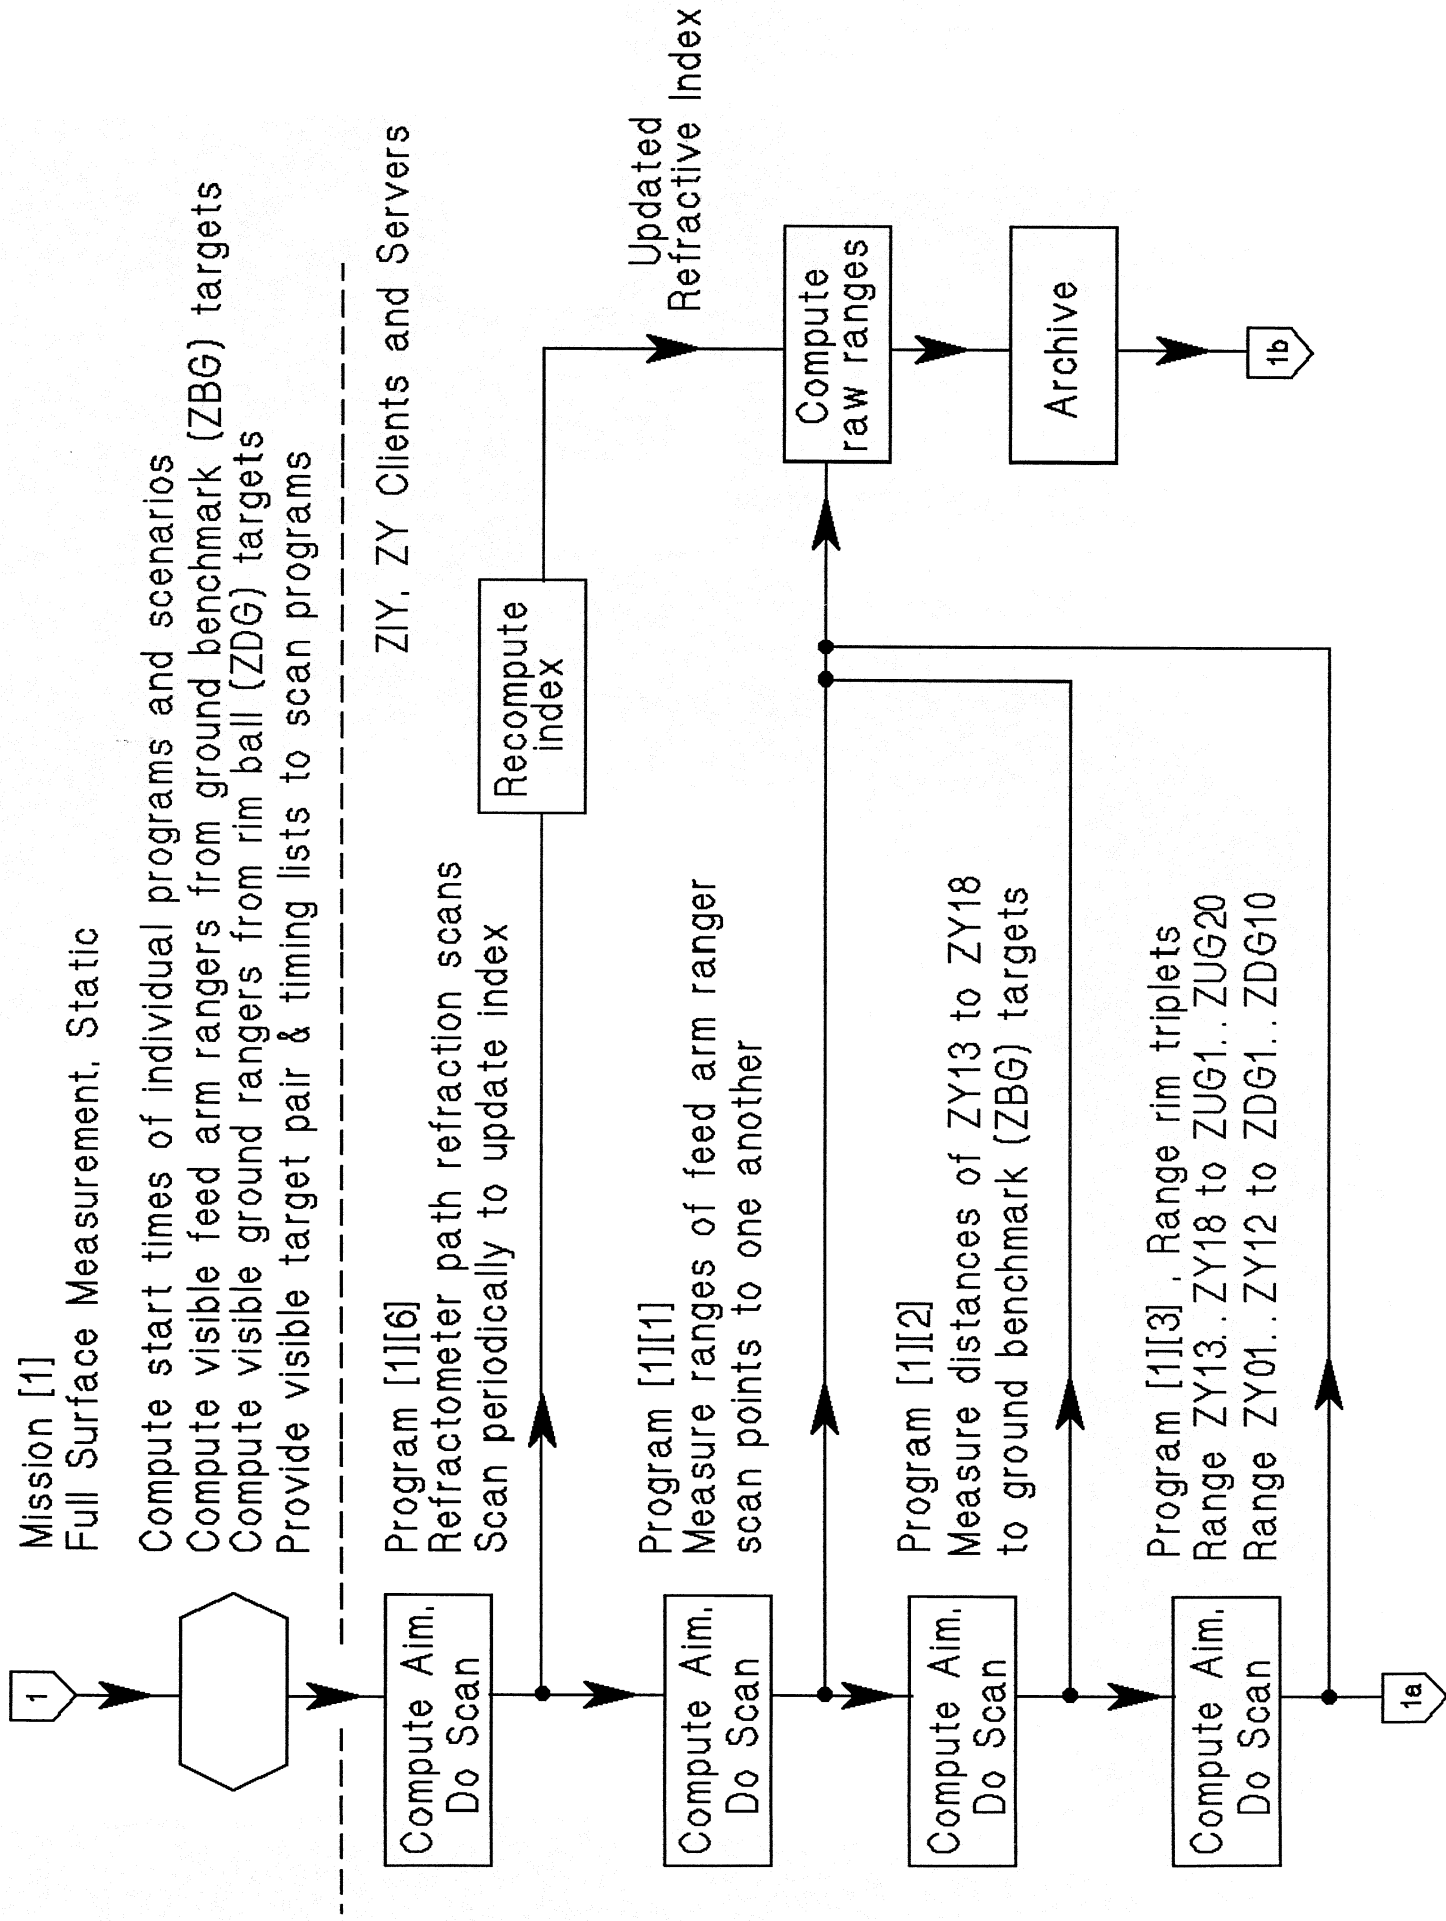 1
Mission [1]
Full Surface Measurement, Static
Compute start times of individual programs and scenarios
Compute visible feed arm rangers from ground benchmark (ZBG) targets
Compute visible ground rangers from rim ball (ZDG) targets
Provide visible target pair & timing lists to scan programs
ZIY, ZY Clients and Servers
Compute Aim,
Do Scan
Program [1][6]
Refractometer path refraction scans
Scan periodically to update index
Recompute
index
Updated
Refractive Index
Compute Aim,
Do Scan
Program [1][1]
Measure ranges of feed arm ranger
scan points to one another
Compute
raw ranges
Compute Aim,
Do Scan
Program [1][2]
Measure distances of ZY13 to ZY18
to ground benchmark (ZBG) targets
Archive
Compute Aim,
Do Scan
Program [1][3] , Range rim triplets
Range ZY13..ZY18 to ZUG1..ZUG20
Range ZY01..ZY12 to ZDG1..ZDG10
1b
1a